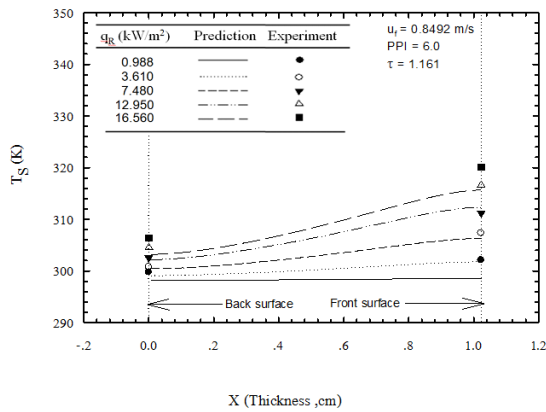 350
340
330
320
310
300
290
T_S (K)
q_R (kW/m²) Prediction Experiment
0.988
3.610
7.480
12.950
16.560
u_f = 0.8492 m/s
PPI = 6.0
τ = 1.161
Back surface Front surface
-.2 0.0 .2 .4 .6 .8 1.0 1.2
X (Thickness ,cm)